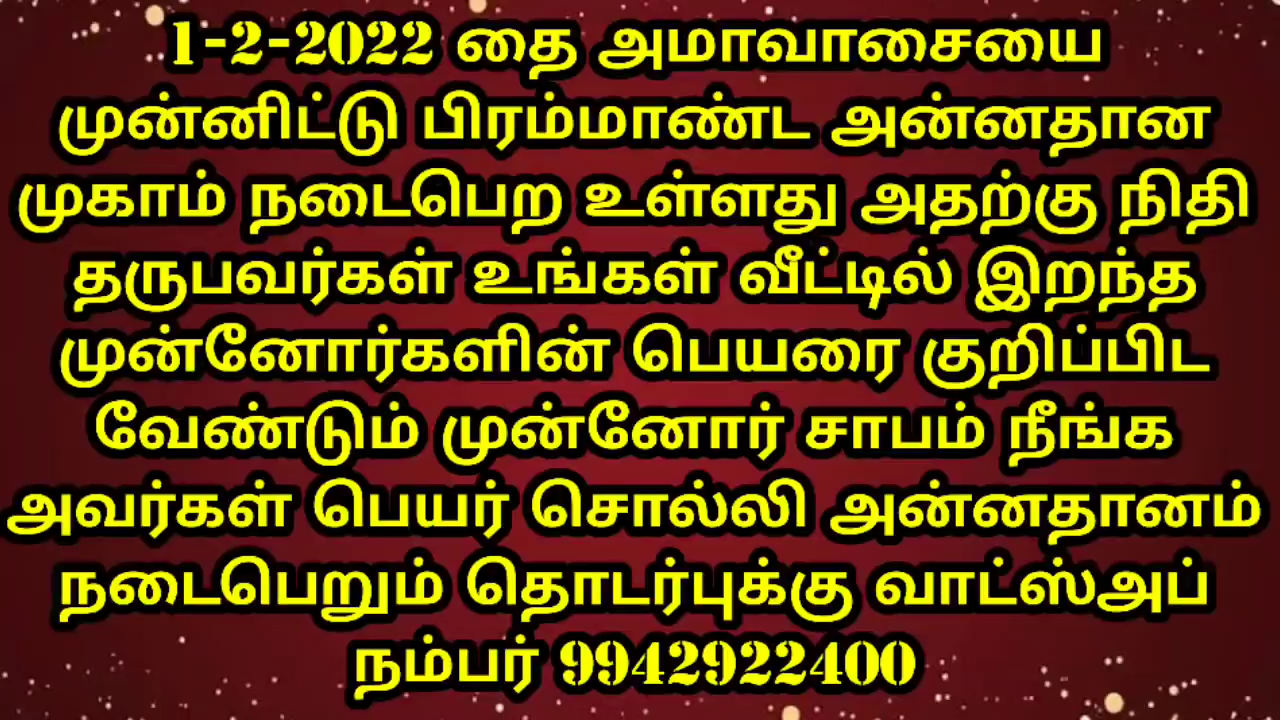 1-2-2022 தை அமாவாசையை
முன்னிட்டு பிரம்மாண்ட அன்னதான
முகாம் நடைபெற உள்ளது அதற்கு நிதி
தருபவர்கள் உங்கள் வீட்டில் இறந்த
முன்னோர்களின் பெயரை குறிப்பிட
வேண்டும் முன்னோர் சாபம் நீங்க
அவர்கள் பெயர் சொல்லி அன்னதானம்
நடைபெறும் தொடர்புக்கு வாட்ஸ்அப்
நம்பர் 9942922400